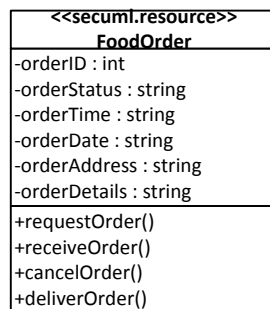 <<secuml.resource>>
FoodOrder
-orderID : int
-orderStatus : string
-orderTime : string
-orderDate : string
-orderAddress : string
-orderDetails : string
+requestOrder()
+receiveOrder()
+cancelOrder()
+deliverOrder()